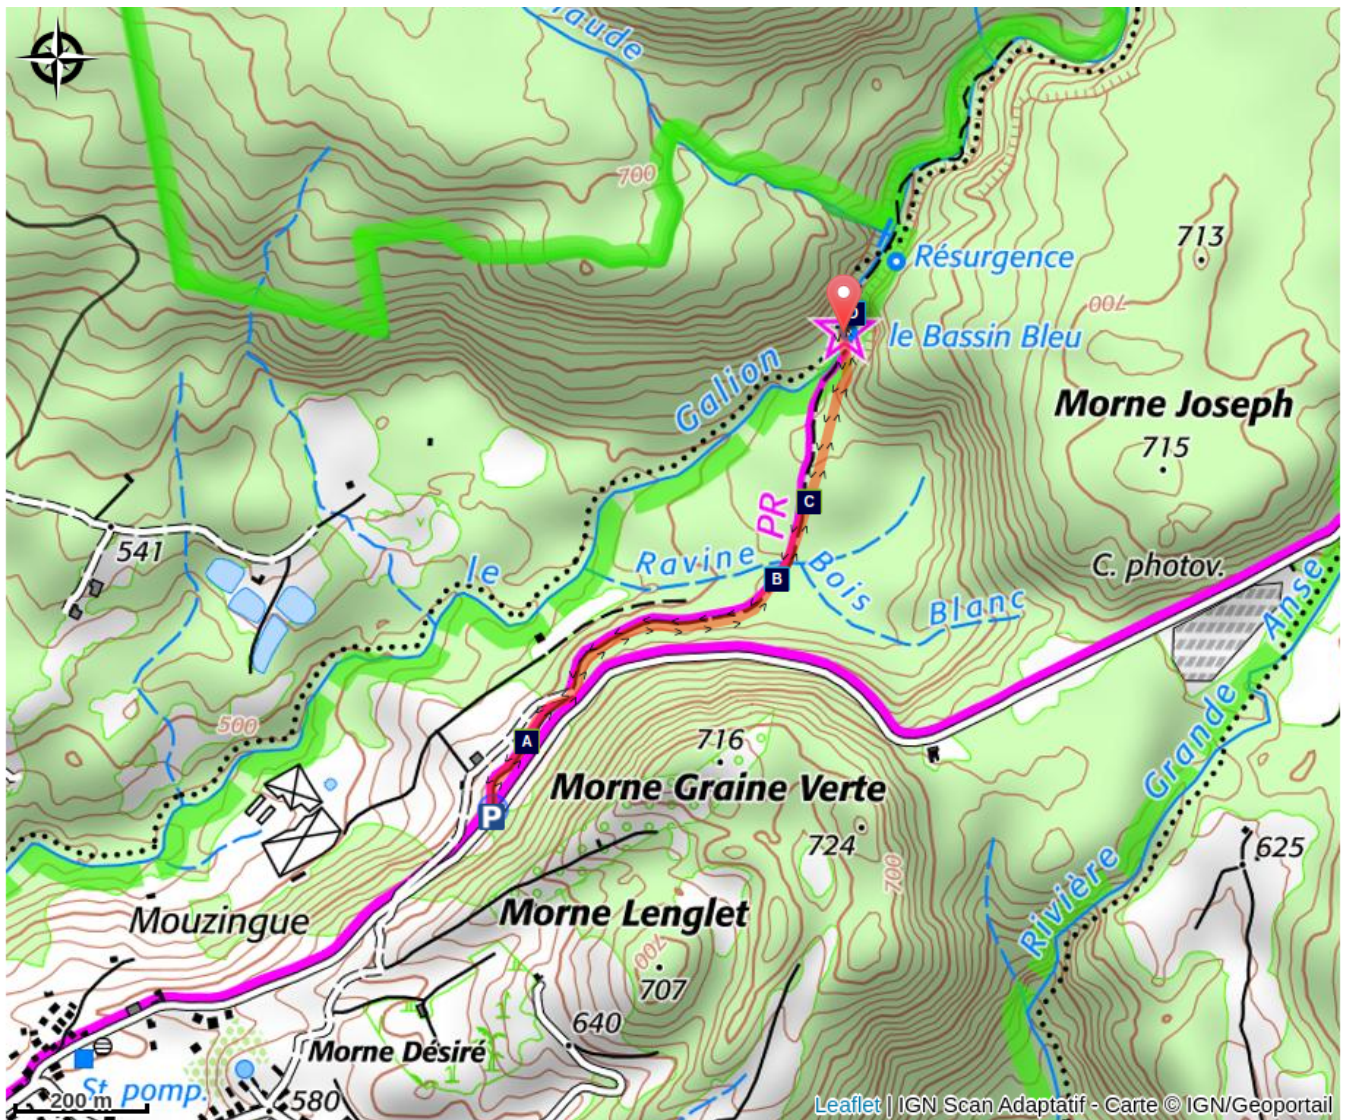 700
Résurgence
713
700
D
le Bassin Bleu
Galion
Morne Joseph
715
PR
C
541
le
Ravine
Bois
Blanc
B
C. photov.
Anse
Grande
Rivière
500
A
716
Morne Graine Verte
P
724
700
625
Mouzingue
Morne Lenglet
700
707
640
Morne Désiré
St. pomp.
580
200 m
Leaflet | IGN Scan Adaptatif - Carte © IGN/Geoportail